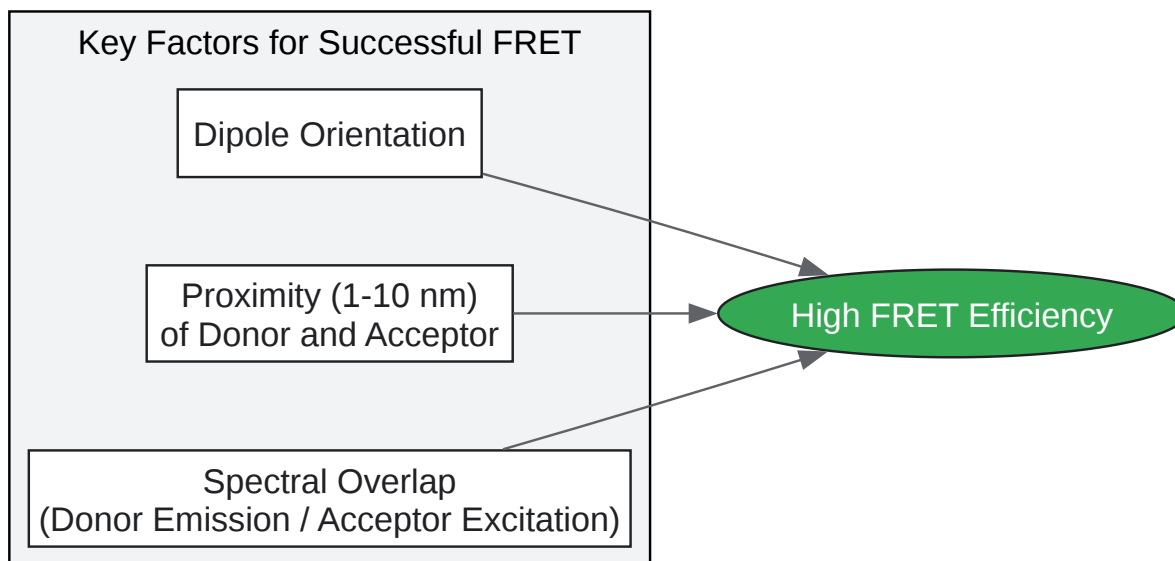 Key Factors for Successful FRET
Dipole Orientation
Proximity (1-10 nm)
of Donor and Acceptor
High FRET Efficiency
Spectral Overlap
(Donor Emission / Acceptor Excitation)